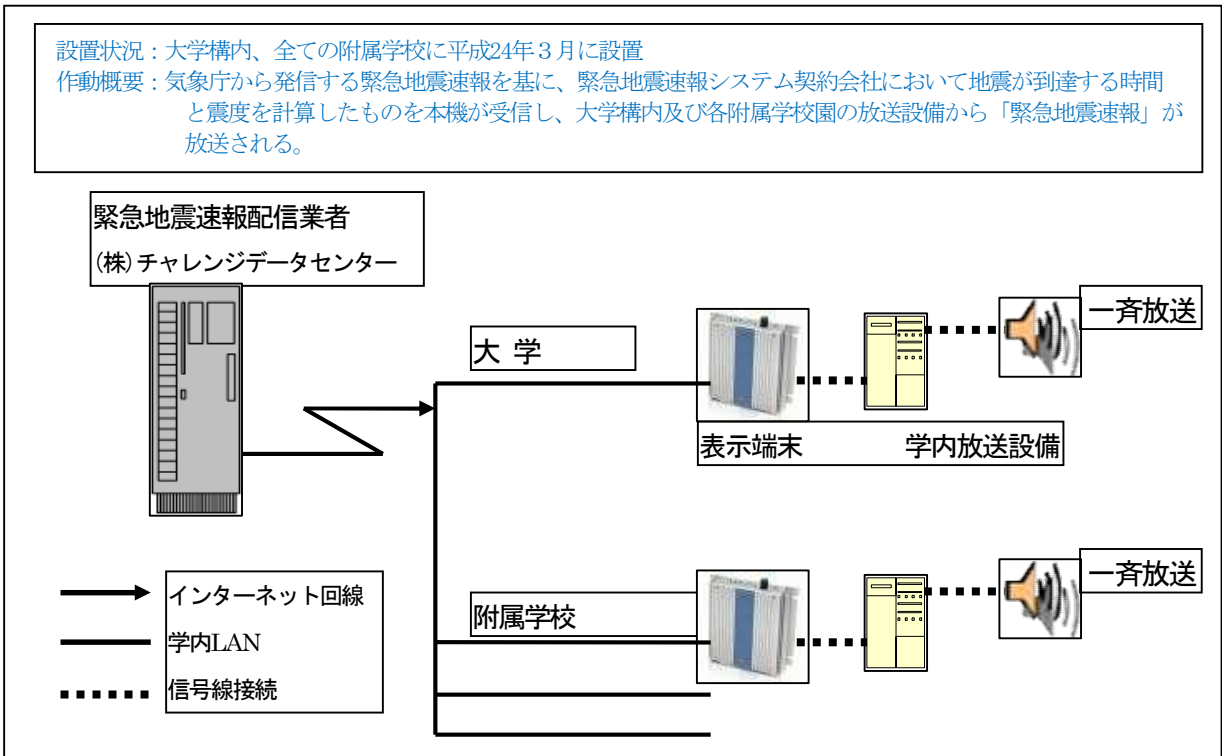 設置状況：大学構内、全ての附属学校に平成24年３月に設置
作動概要：気象庁から発信する緊急地震速報を基に、緊急地震速報システム契約会社において地震が到達する時間
と震度を計算したものを本機が受信し、大学構内及び各附属学校園の放送設備から「緊急地震速報」が
放送される。
緊急地震速報配信業者
(株)チャレンジデータセンター
一斉放送
大 学
表示端末 学内放送設備
一斉放送
附属学校
インターネット回線
学内LAN
信号線接続